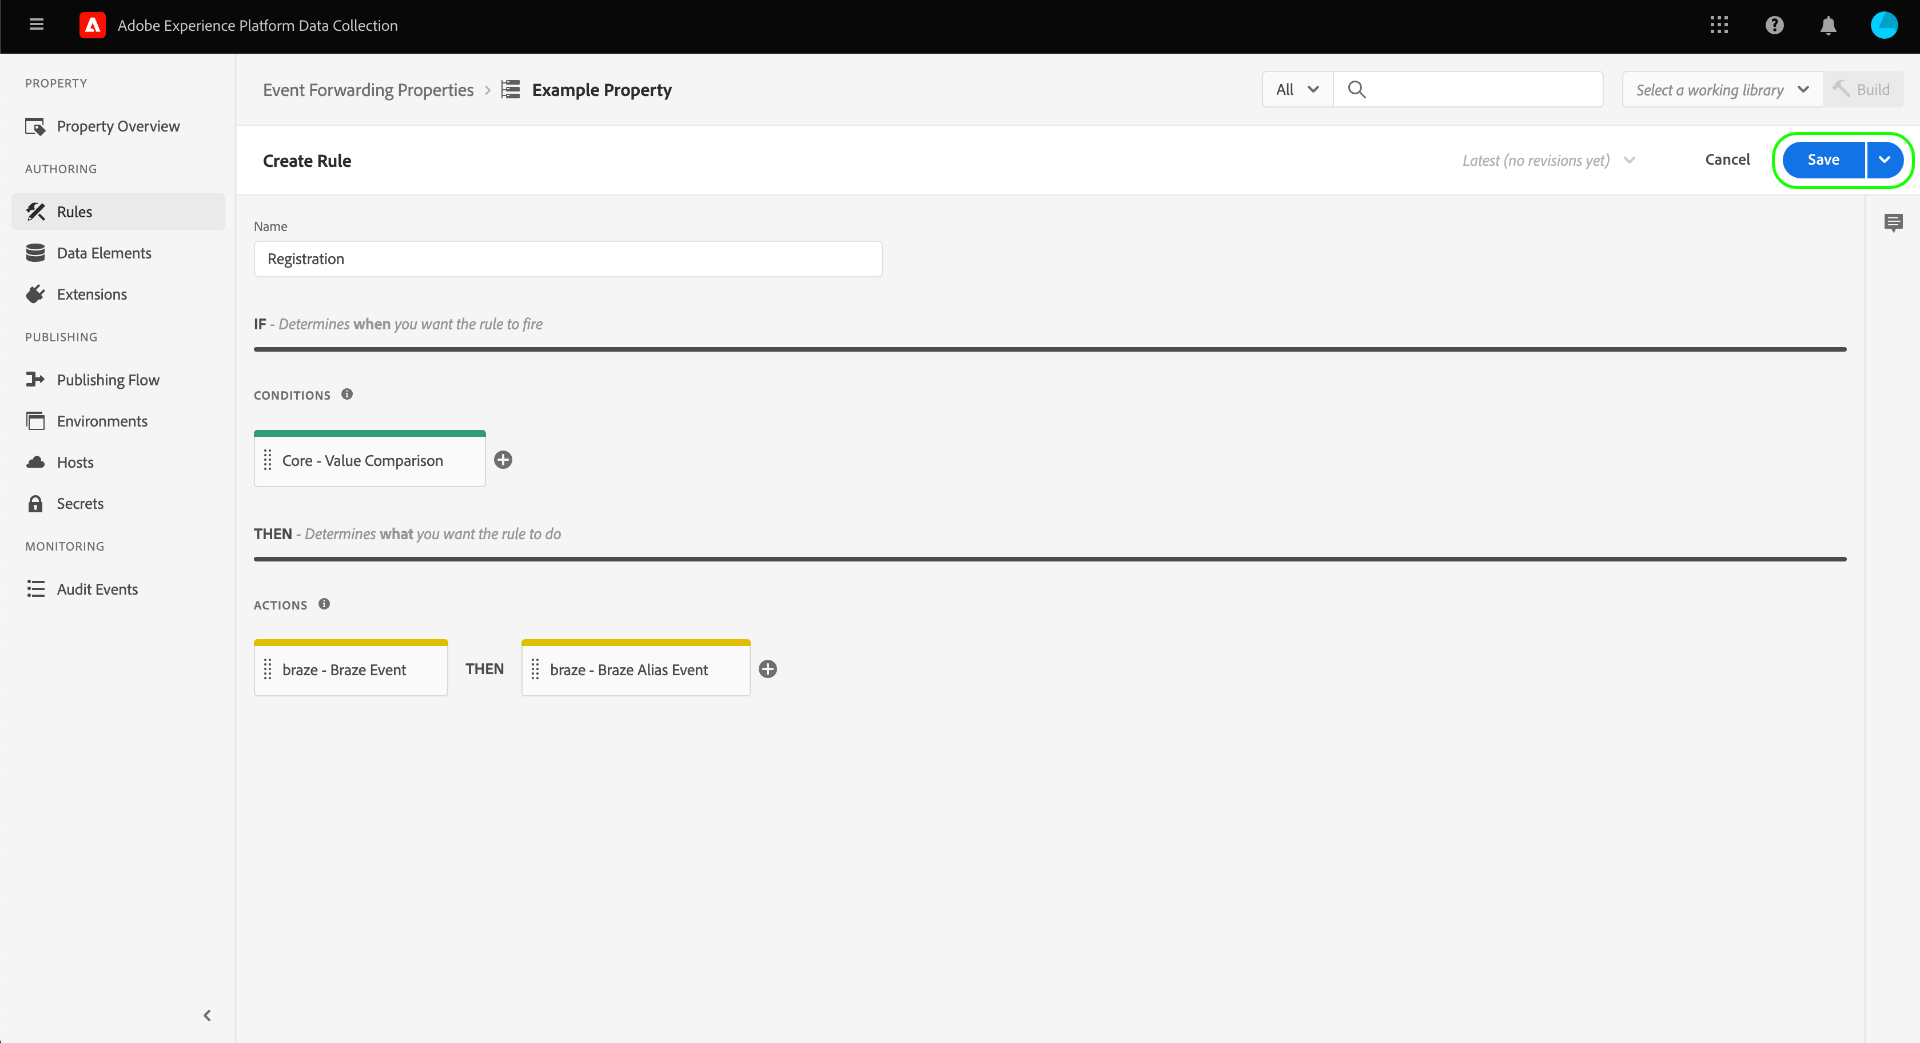 Adobe Experience Platform Data Collection
PROPERTY
Property Overview
AUTHORING
Rules
Data Elements
Extensions
PUBLISHING
Publishing Flow
Environments
Hosts
Secrets
MONITORING
Audit Events
Event Forwarding Properties > Example Property
All
Select a working library
Build
Create Rule
Latest (no revisions yet)
Cancel
Save
Name
Registration
IF - Determines when you want the rule to fire
CONDITIONS
Core - Value Comparison
THEN - Determines what you want the rule to do
ACTIONS
braze - Braze Event THEN braze - Braze Alias Event